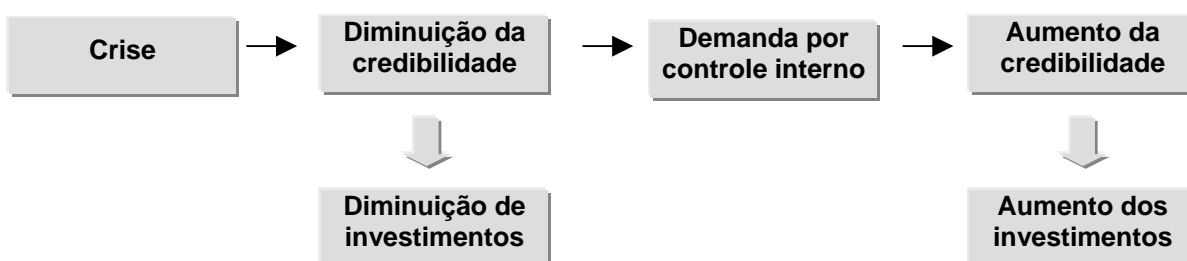 Crise
Diminuição da
credibilidade
Demanda por
controle interno
Aumento da
credibilidade
Diminuição de
investimentos
Aumento dos
investimentos